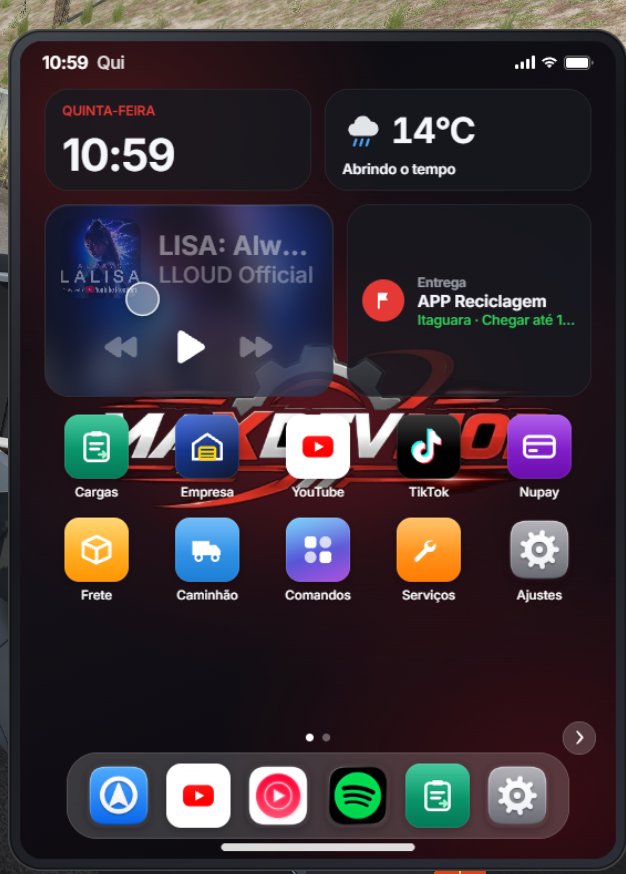 10:59 Qui
QUINTA-FEIRA
10:59
14°C
Abrindo o tempo
LISA: Alw...
LLOUD Official
LALISA
Entrega
APP Reciclagem
Itaguara · Chegar até 1...
Cargas
Empresa
YouTube
TikTok
Nupay
Frete
Caminhão
Comandos
Serviços
Ajustes